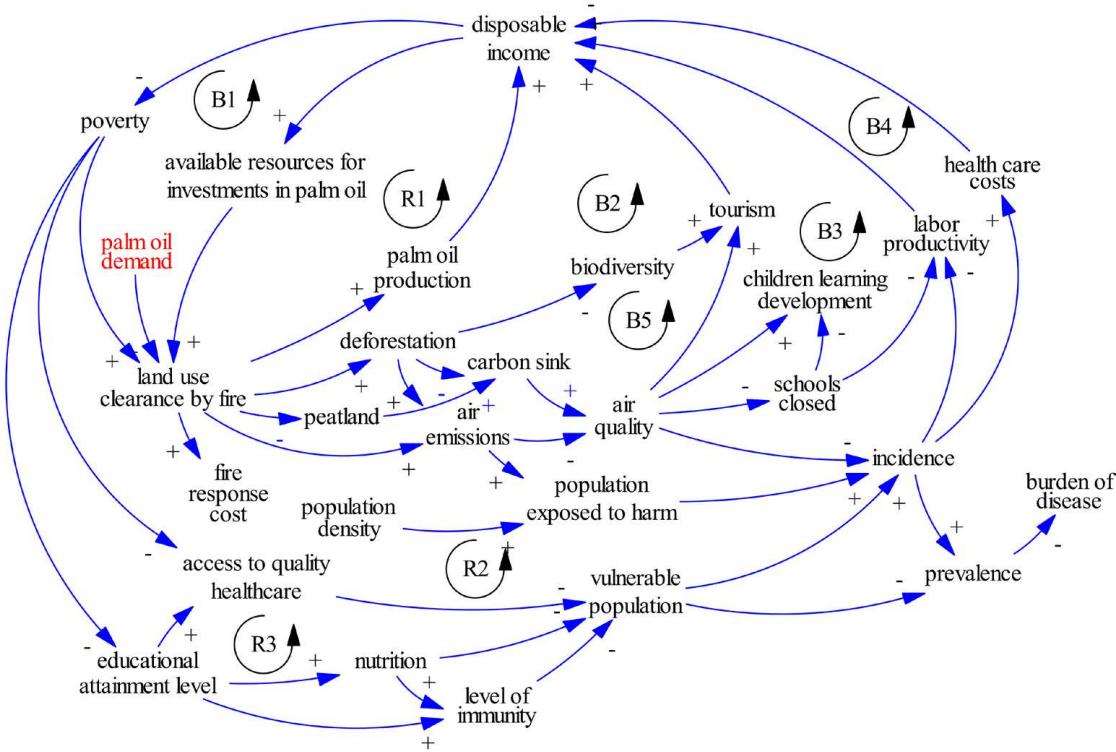 disposable
income
poverty
B1
available resources for
investments in palm oil
B4
health care
costs
R1
B2
tourism
B3
labor
productivity
palm oil
demand
palm oil
production
biodiversity
children learning
development
B5
deforestation
carbon sink
land use
clearance by fire
peatland
air
emissions
air
quality
schools
closed
incidence
fire
response
cost
population
density
population
exposed to harm
burden of
disease
access to quality
healthcare
R2
vulnerable
population
prevalence
R3
educational
attainment level
nutrition
level of
immunity